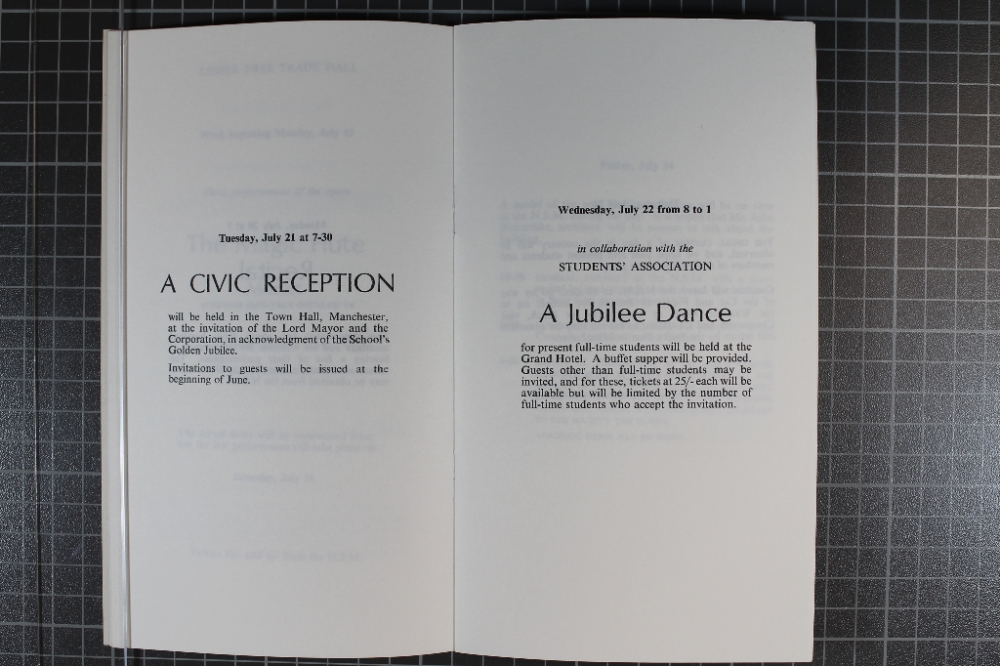 Tuesday, July 21 at 7-30
A CIVIC RECEPTION
will be held in the Town Hall, Manchester,
at the invitation of the Lord Mayor and the
Corporation, in acknowledgment of the School's
Golden Jubilee.
Invitations to guests will be issued at the
beginning of June.
Wednesday, July 22 from 8 to 1
in collaboration with the
STUDENTS' ASSOCIATION
A Jubilee Dance
for present full-time students will be held at the
Grand Hotel. A buffet supper will be provided.
Guests other than full-time students may be
invited, and for these, tickets at 25/- each will be
available but will be limited by the number of
full-time students who accept the invitation.